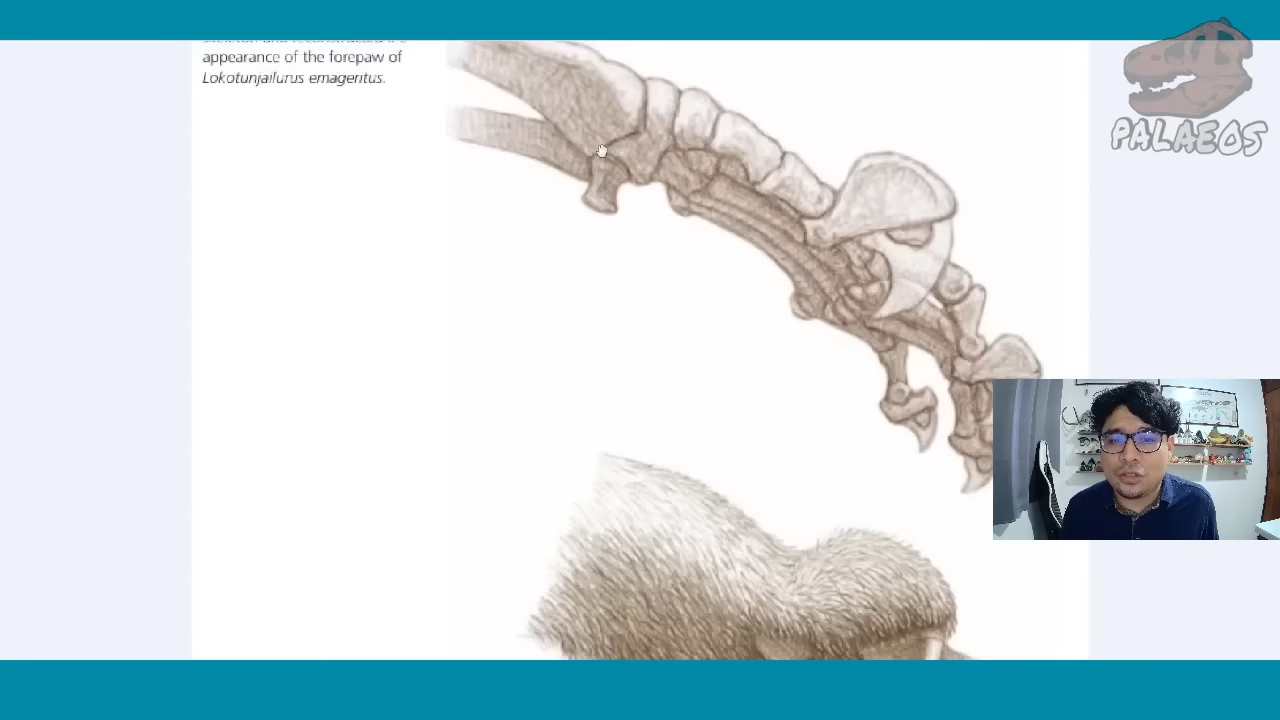 appearance of the forepaw of
Lokotunjailurus emageritus.
PALAEOS